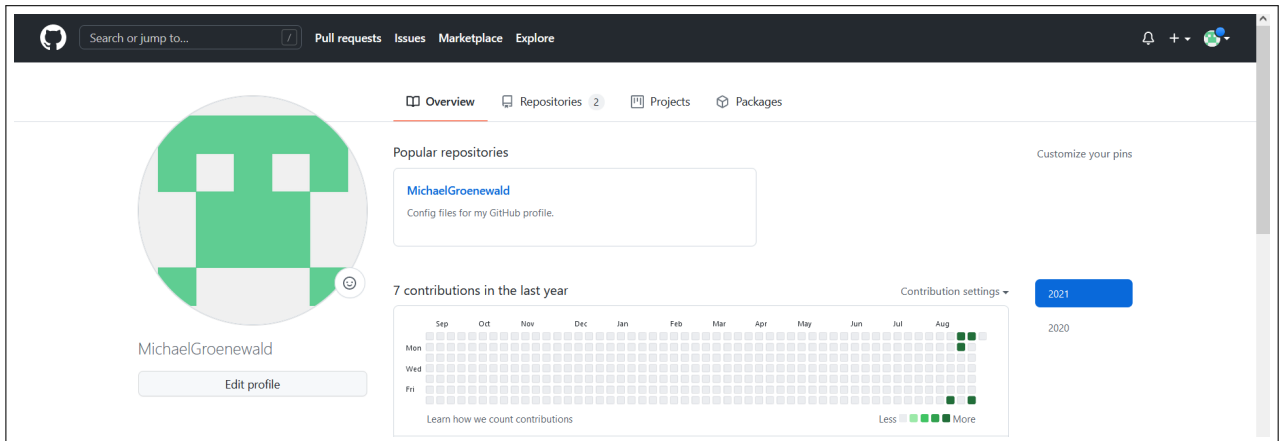 Search or jump to... /
Pull requests Issues Marketplace Explore
Overview Repositories 2 Projects Packages
Popular repositories
Customize your pins
MichaelGroenewald
Config files for my GitHub profile.
7 contributions in the last year
Contribution settings
2021
2020
Sep Oct Nov Dec Jan Feb Mar Apr May Jun Jul Aug
Mon
Wed
Fri
Learn how we count contributions
Less More
MichaelGroenewald
Edit profile